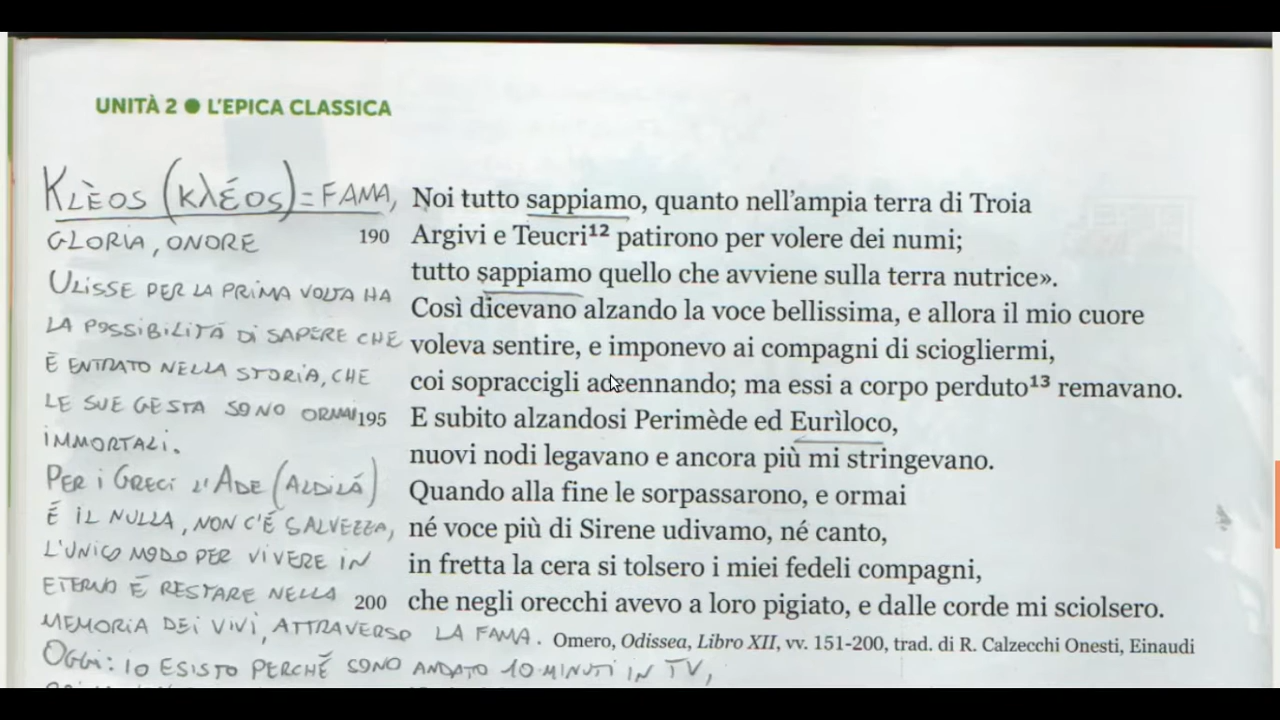 UNITÀ 2 ● L'EPICA CLASSICA
KLÈOS (κλέος) = FAMA,
GLORIA, ONORE
ULISSE PER LA PRIMA VOLTA HA
LA POSSIBILITÁ DI SAPERE CHE
É ENTRATO NELLA STORIA, CHE
LE SUE GESTA SONO ORMAI
IMMORTALI.
PER I GRECI L'ADE (ALDILÁ)
É IL NULLA, NON C'É SALVEZZA,
L'UNICO MODO PER VIVERE IN
ETERNO É RESTARE NELLA
MEMORIA DEI VIVI, ATTRAVERSO LA FAMA.
OGGI: IO ESISTO PERCHÉ SONO ANDATO 10 MINUTI IN TV,
Noi tutto sappiamo, quanto nell'ampia terra di Troia
190 Argivi e Teucri¹² patirono per volere dei numi;
tutto sappiamo quello che avviene sulla terra nutrice».
Così dicevano alzando la voce bellissima, e allora il mio cuore
voleva sentire, e imponevo ai compagni di sciogliermi,
coi sopraccigli accennando; ma essi a corpo perduto¹³ remavano.
195 E subito alzandosi Perimède ed Eurìloco,
nuovi nodi legavano e ancora più mi stringevano.
Quando alla fine le sorpassarono, e ormai
né voce più di Sirene udivamo, né canto,
in fretta la cera si tolsero i miei fedeli compagni,
200 che negli orecchi avevo a loro pigiato, e dalle corde mi sciolsero.
Omero, Odissea, Libro XII, vv. 151-200, trad. di R. Calzecchi Onesti, Einaudi